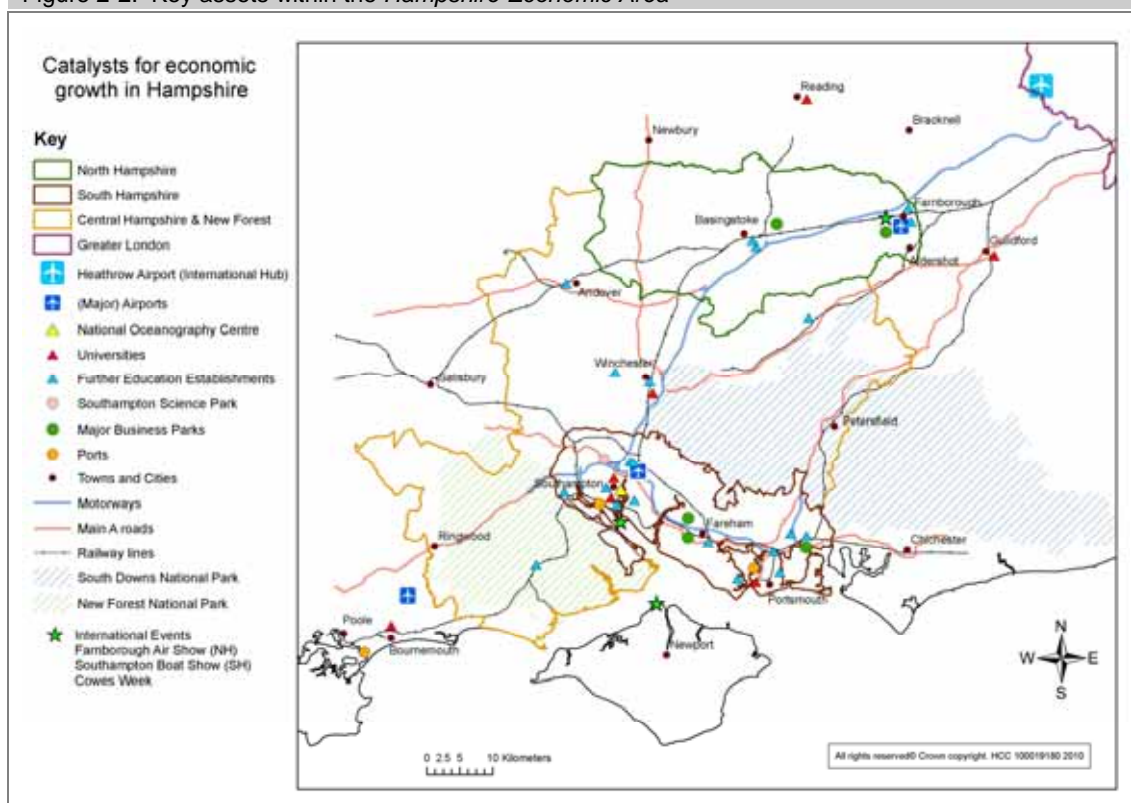 Figure 2-2: Key assets within the Hampshire Economic Area
Catalysts for economic
growth in Hampshire
Key
North Hampshire
South Hampshire
Central Hampshire & New Forest
Greater London
Heathrow Airport (International Hub)
(Major) Airports
National Oceanography Centre
Universities
Further Education Establishments
Southampton Science Park
Major Business Parks
Ports
Towns and Cities
Motorways
Main A roads
Railway lines
South Downs National Park
New Forest National Park
International Events
Farnborough Air Show (NH)
Southampton Boat Show (SH)
Cowes Week
Reading
Bracknell
Newbury
Farnborough
Basingstoke
Guildford
Aldershot
Andover
Winchester
Salisbury
Petersfield
Southampton
Fareham
Ringwood
Chichester
Portsmouth
Poole
Bournemouth
Newport
N
W E
S
0 2.5 5 10 Kilometers
All rights reserved© Crown copyright. HCC 100019180 2010